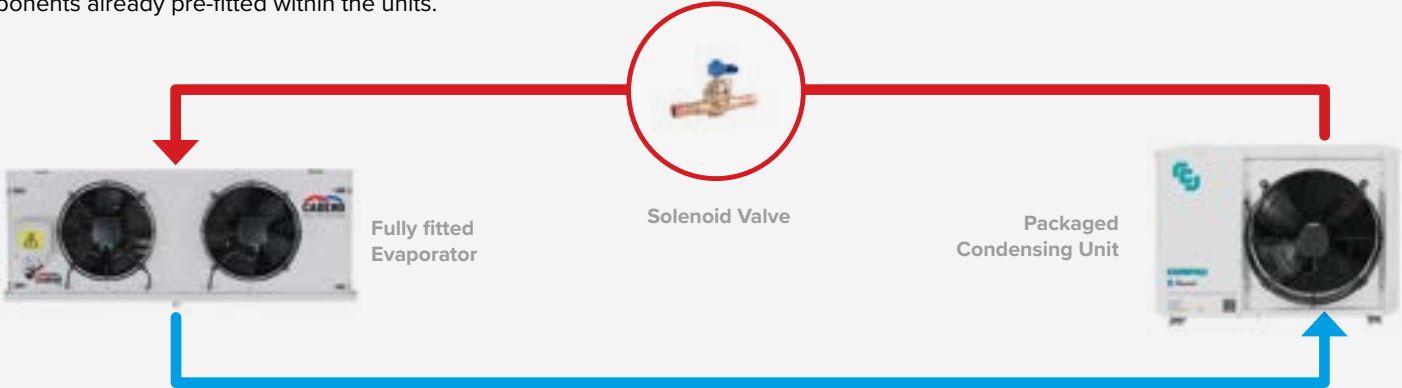 ponents already pre-fitted within the units.
Solenoid Valve
Fully fitted
Evaporator
Packaged
Condensing Unit